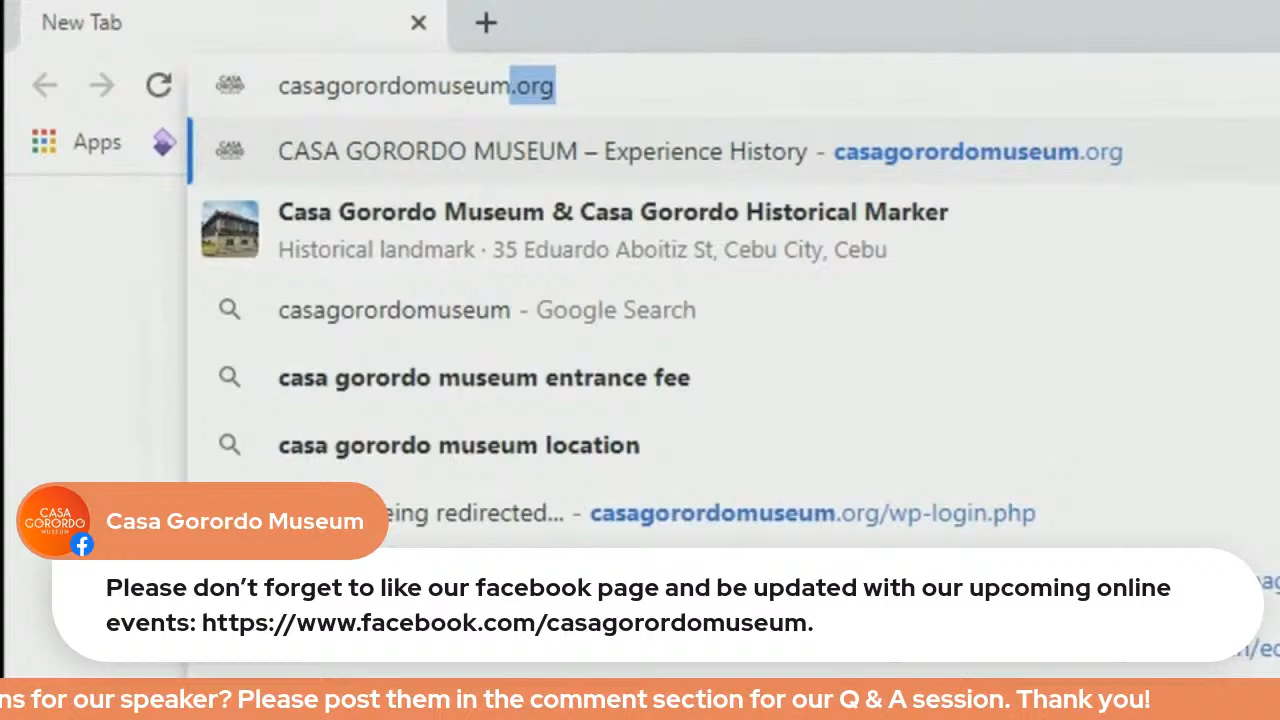 New Tab
casagorordomuseum.org
Apps
CASA GORORDO MUSEUM – Experience History - casagorordomuseum.org
Casa Gorordo Museum & Casa Gorordo Historical Marker
Historical landmark · 35 Eduardo Aboitiz St, Cebu City, Cebu
casagorordomuseum - Google Search
casa gorordo museum entrance fee
casa gorordo museum location
eing redirected... - casagorordomuseum.org/wp-login.php
CASA
GORORDO
MUSEUM
Casa Gorordo Museum
Please don’t forget to like our facebook page and be updated with our upcoming online
events: https://www.facebook.com/casagorordomuseum.
ns for our speaker? Please post them in the comment section for our Q & A session. Thank you!